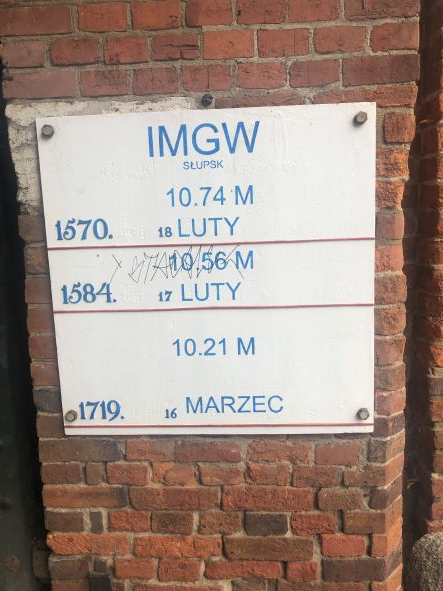 IMGW
SŁUPSK
10.74 M
1570. 18 LUTY
10.56 M
1584. 17 LUTY
10.21 M
1719. 16 MARZEC